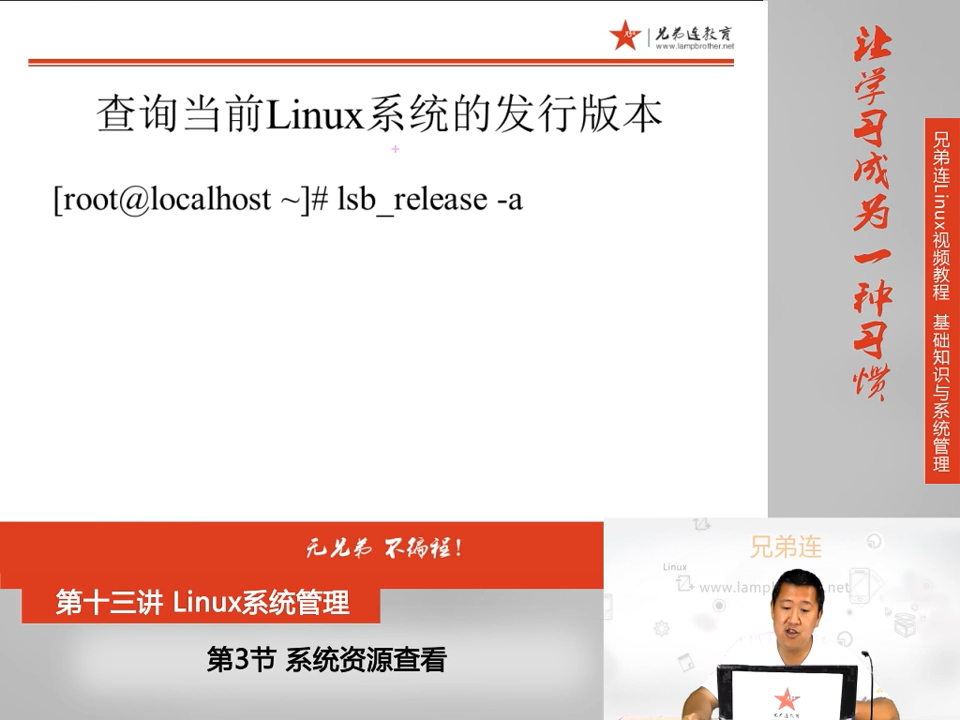 兄弟连教育
www.lampbrother.net
查询当前Linux系统的发行版本
[root@localhost ~]# lsb_release -a
让学习成为一种习惯
兄弟连Linux视频教程 基础知识与系统管理
无兄弟 不编程!
第十三讲 Linux系统管理
第3节 系统资源查看
兄弟连
Linux